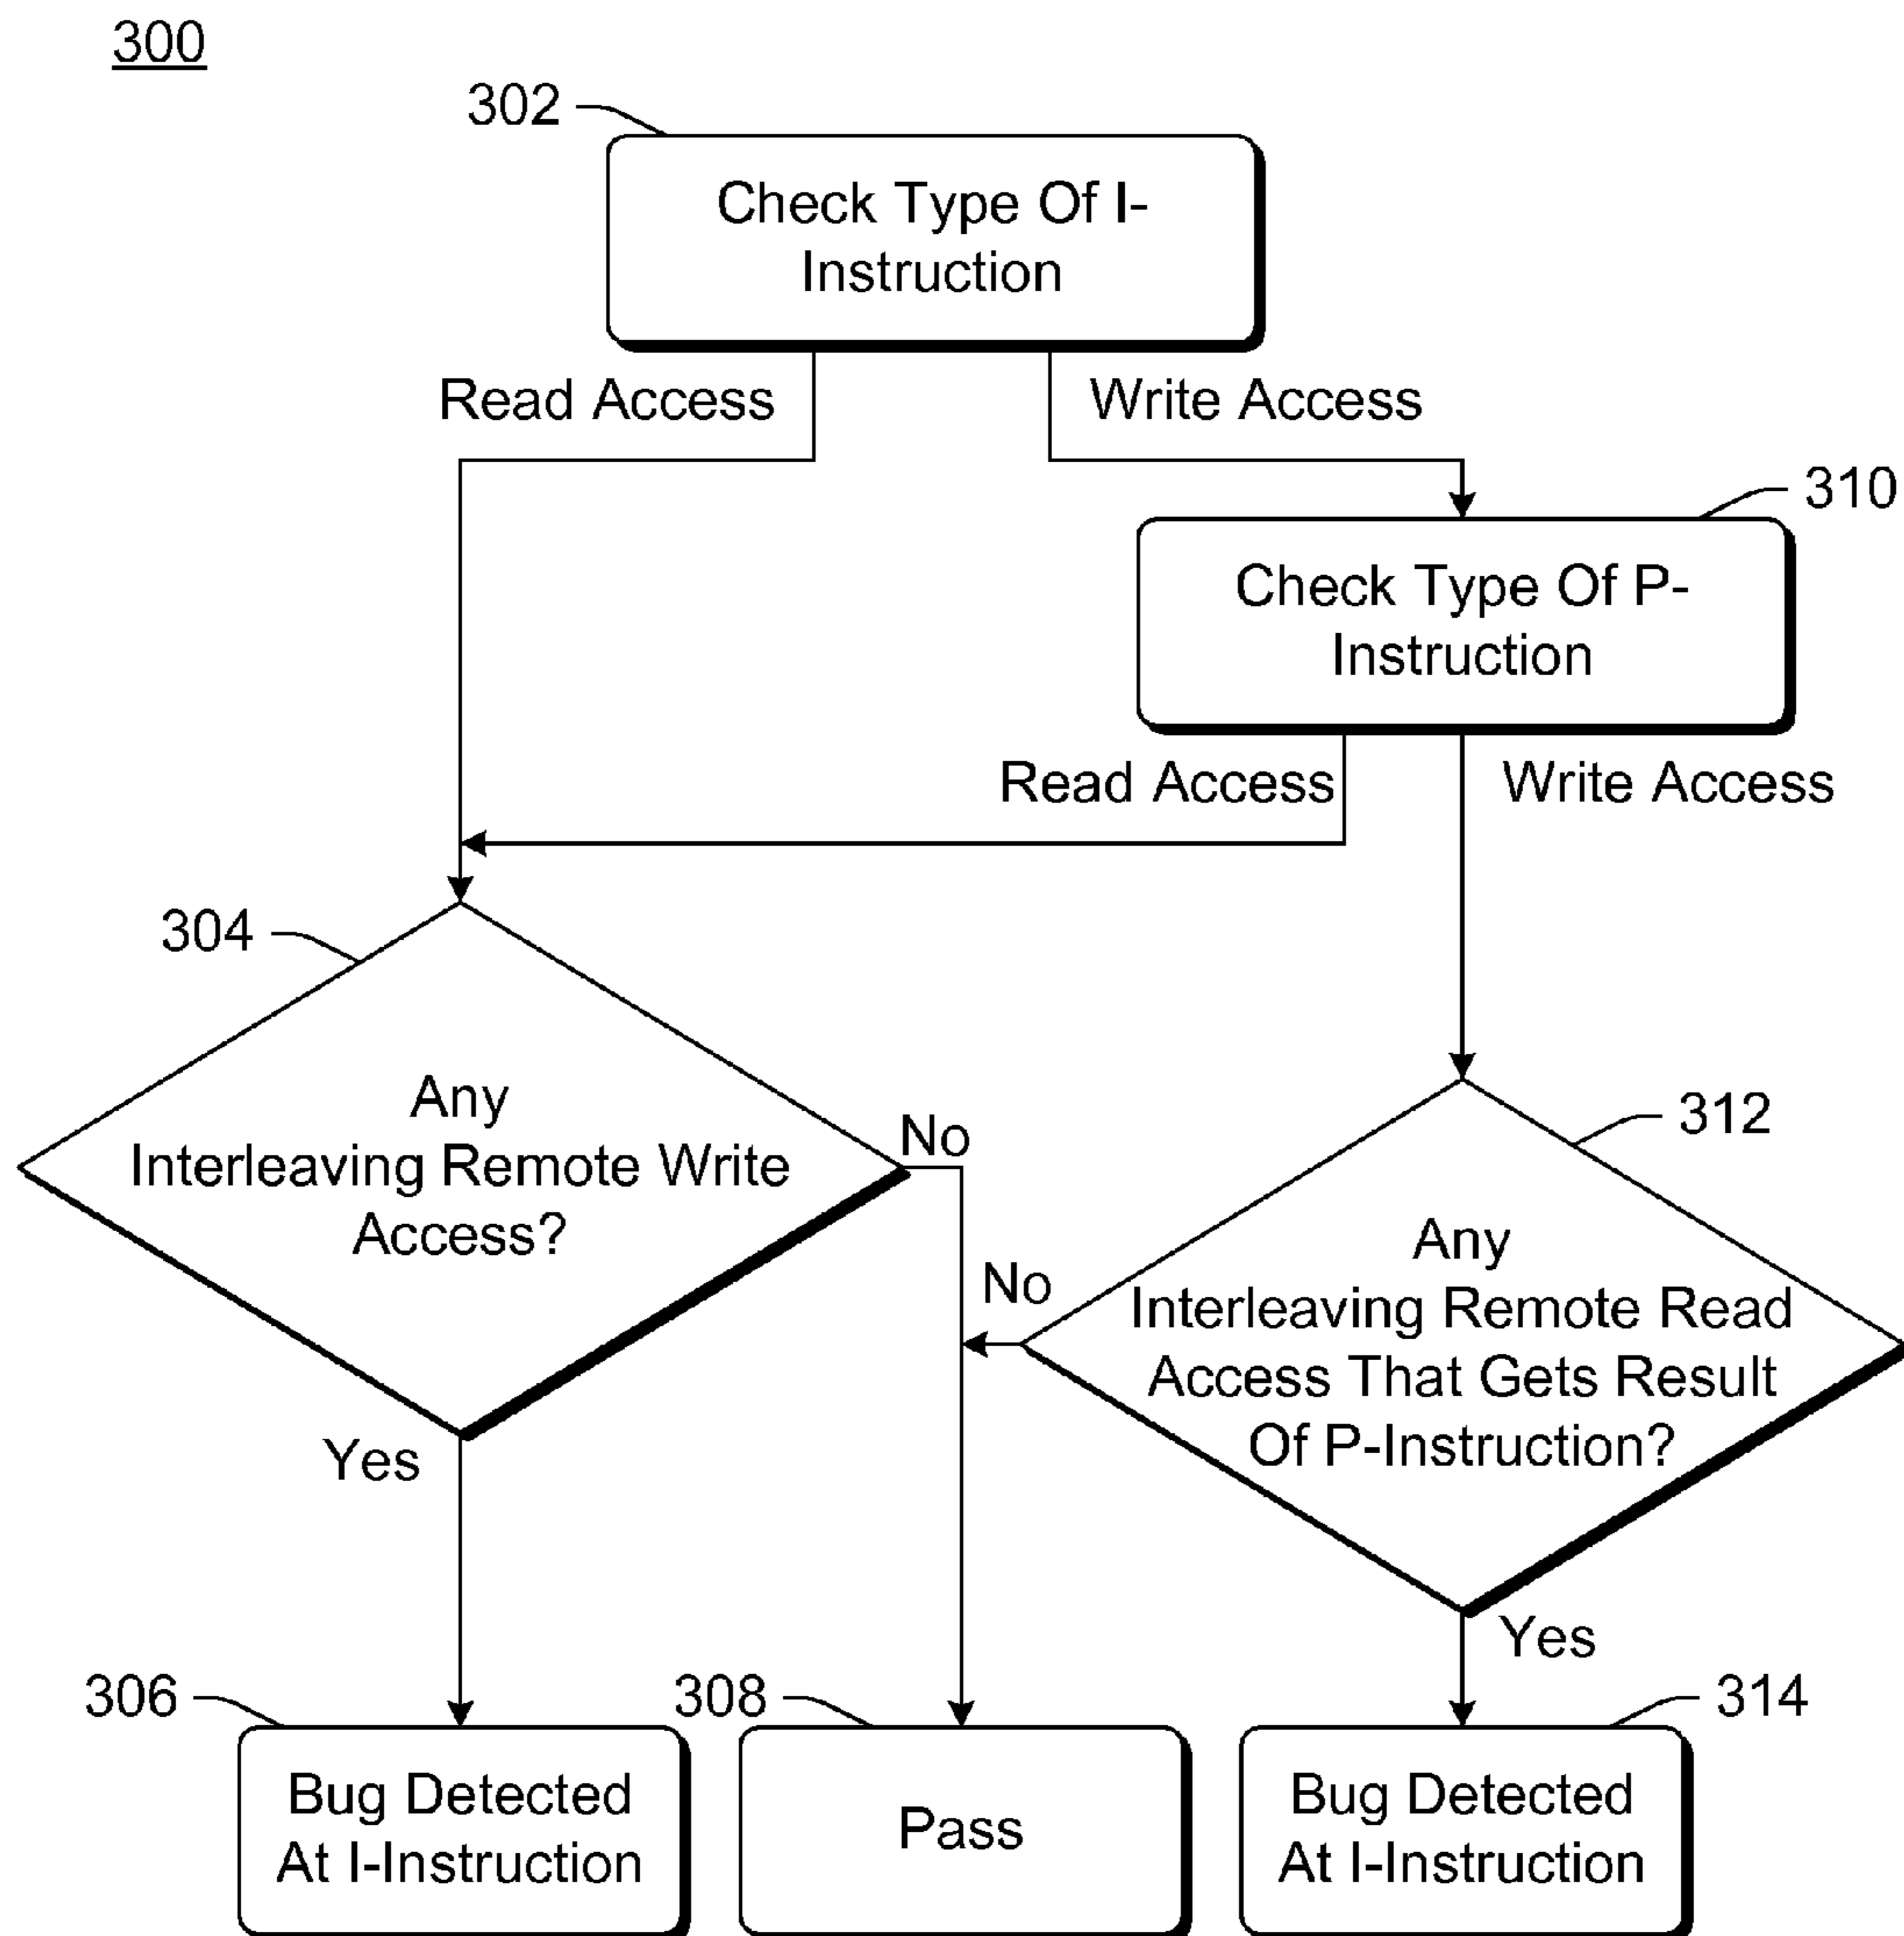 300
302
Check Type Of I-
Instruction
Read Access
Write Access
310
Check Type Of P-
Instruction
Read Access
Write Access
304
Any
Interleaving Remote Write
Access?
No
Yes
312
Any
Interleaving Remote Read
Access That Gets Result
Of P-Instruction?
No
Yes
306
Bug Detected
At I-Instruction
308
Pass
314
Bug Detected
At I-Instruction